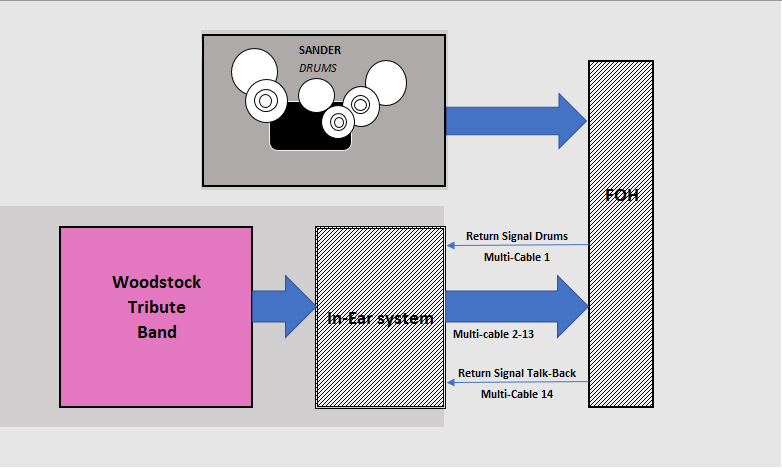 SANDER
DRUMS
FOH
Return Signal Drums
Multi-Cable 1
Woodstock
Tribute
Band
In-Ear system
Multi-cable 2-13
Return Signal Talk-Back
Multi-Cable 14